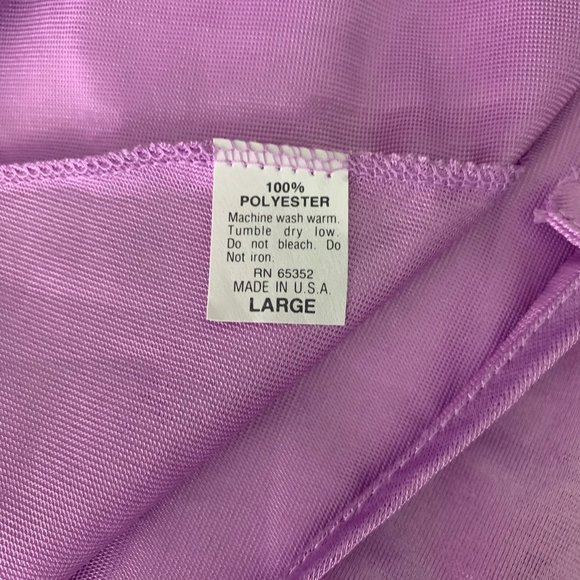 100%
POLYESTER
Machine wash warm.
Tumble dry low.
Do not bleach. Do
Not iron.
RN 65352
MADE IN U.S.A.
LARGE